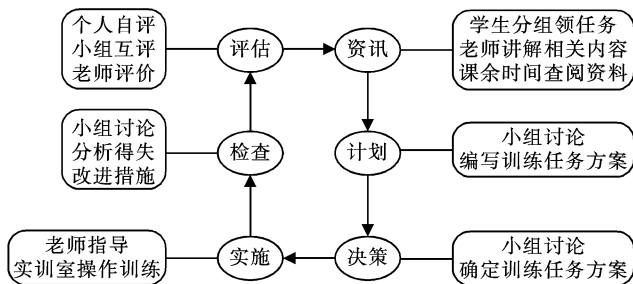 个人自评
小组互评
老师评价
评估
资讯
学生分组领任务
老师讲解相关内容
课余时间查阅资料
小组讨论
分析得失
改进措施
检查
计划
小组讨论
编写训练任务方案
老师指导
实训室操作训练
实施
决策
小组讨论
确定训练任务方案